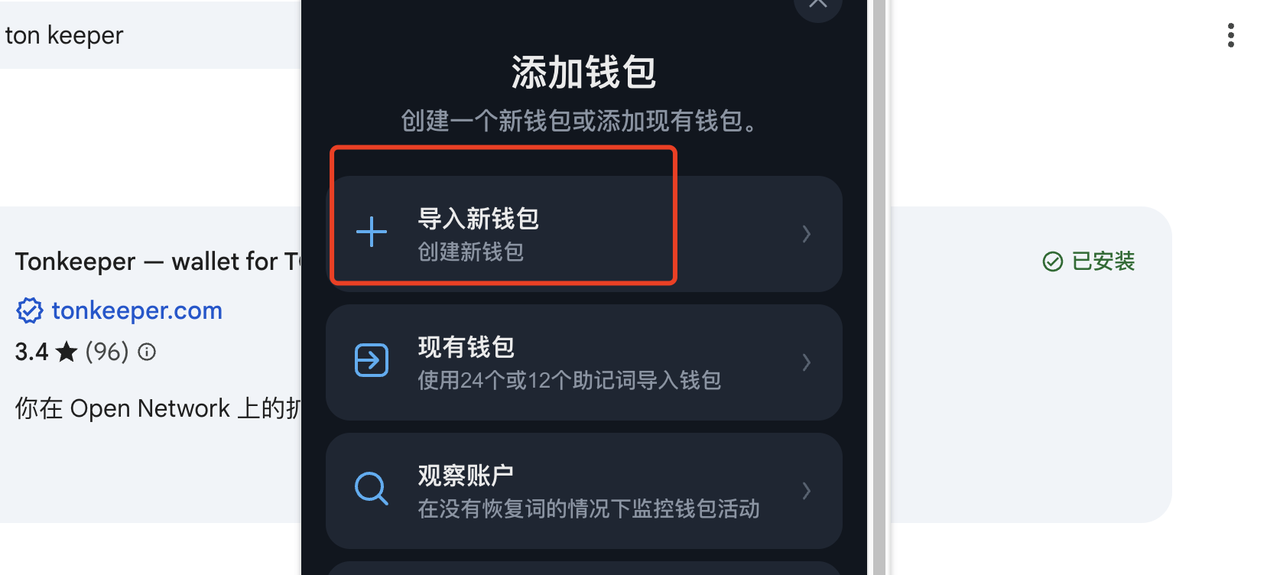 ton keeper
添加钱包
创建一个新钱包或添加现有钱包。
导入新钱包
创建新钱包
Tonkeeper — wallet for T
已安装
tonkeeper.com
现有钱包
3.4 ★ (96)
使用24个或12个助记词导入钱包
你在 Open Network 上的扩
观察账户
在没有恢复词的情况下监控钱包活动